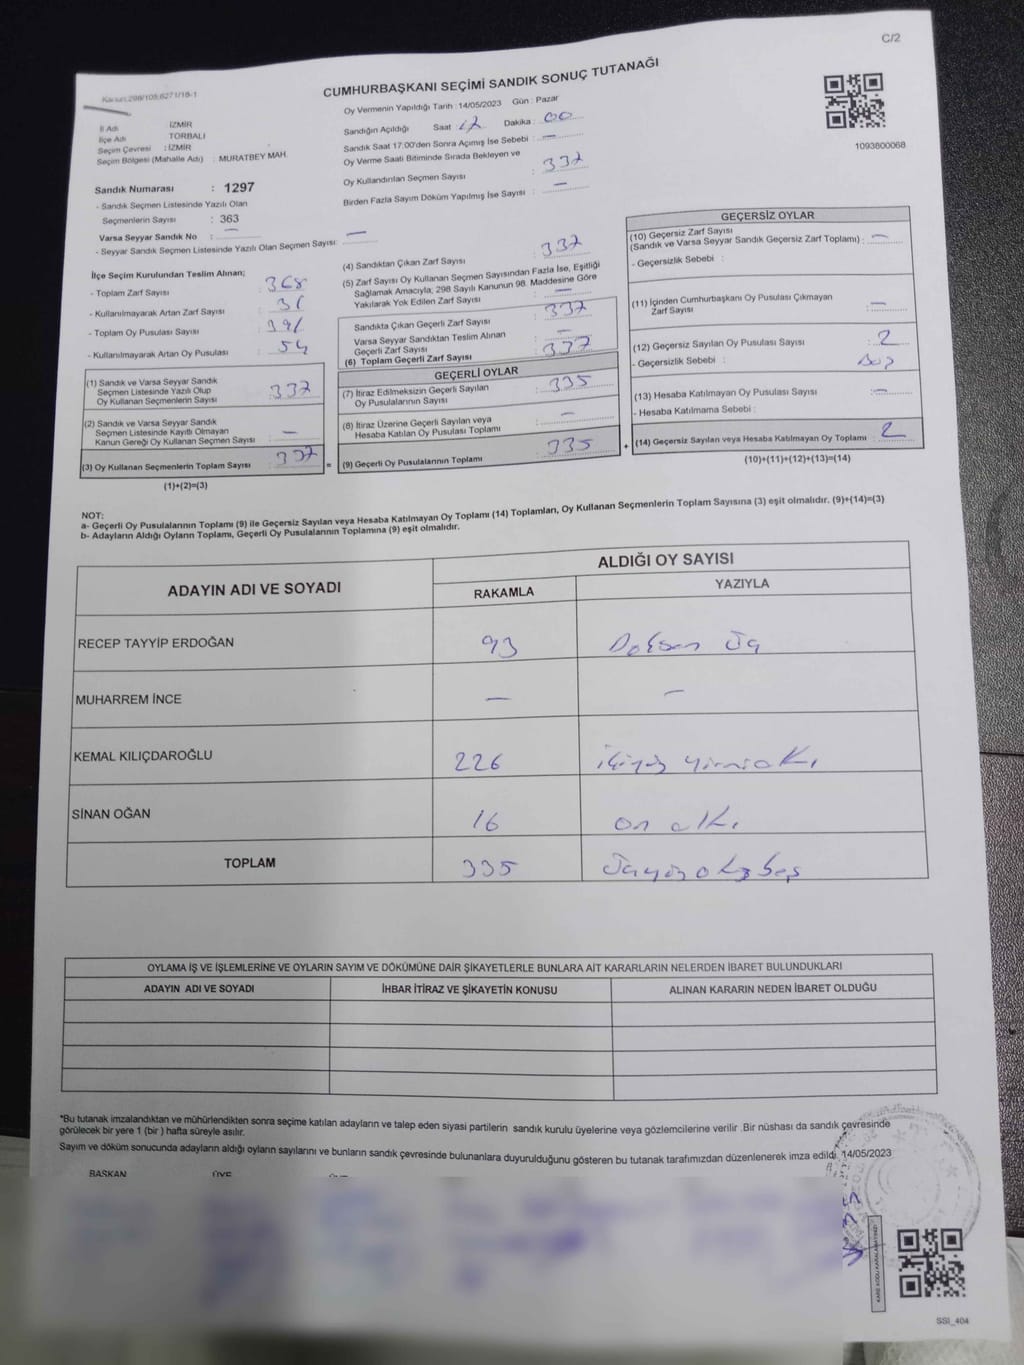 C/2
Kanun:298/105,6271/18-1
CUMHURBAŞKANI SEÇİMİ SANDIK SONUÇ TUTANAĞI
İl Adı : İZMİR
İlçe Adı TORBALI
Seçim Çevresi : İZMİR
Seçim Bölgesi (Mahalle Adı) : MURATBEY MAH.
Sandık Numarası : 1297
- Sandık Seçmen Listesinde Yazılı Olan
Seçmenlerin Sayısı : 363
Varsa Seyyar Sandık No : —
- Seyyar Sandık Seçmen Listesinde Yazılı Olan Seçmen Sayısı: —
Oy Vermenin Yapıldığı Tarih :14/05/2023 Gün : Pazar
Sandığın Açıldığı Saat 17 Dakika : 00
Sandık Saat 17:00'den Sonra Açımış İse Sebebi : —
Oy Verme Saati Bitiminde Sırada Bekleyen ve
Oy Kullandırılan Seçmen Sayısı : 337
Birden Fazla Sayım Döküm Yapılmış İse Sayısı : —
1093800068
İlçe Seçim Kurulundan Teslim Alınan;
- Toplam Zarf Sayısı : 368
- Kullanılmayarak Artan Zarf Sayısı : 31
- Toplam Oy Pusulası Sayısı : 391
- Kullanılmayarak Artan Oy Pusulası : 54
(1) Sandık ve Varsa Seyyar Sandık
Seçmen Listesinde Yazılı Olup
Oy Kullanan Seçmenlerin Sayısı : 337
(2) Sandık ve Varsa Seyyar Sandık
Seçmen Listesinde Kayıtlı Olmayan
Kanun Gereği Oy Kullanan Seçmen Sayısı : —
(3) Oy Kullanan Seçmenlerin Toplam Sayısı : 337
(1)+(2)=(3)
(4) Sandıktan Çıkan Zarf Sayısı : 337
(5) Zarf Sayısı Oy Kullanan Seçmen Sayısından Fazla İse, Eşitliği
Sağlamak Amacıyla; 298 Sayılı Kanunun 98. Maddesine Göre
Yakılarak Yok Edilen Zarf Sayısı : —
Sandıkta Çıkan Geçerli Zarf Sayısı : 337
Varsa Seyyar Sandıktan Teslim Alınan
Geçerli Zarf Sayısı : —
(6) Toplam Geçerli Zarf Sayısı : 337
GEÇERLİ OYLAR
(7) İtiraz Edilmeksizin Geçerli Sayılan
Oy Pusulalarının Sayısı : 335
(8) İtiraz Üzerine Geçerli Sayılan veya
Hesaba Katılan Oy Pusulası Toplamı : —
= (9) Geçerli Oy Pusulalarının Toplamı : 335 +
GEÇERSİZ OYLAR
(10) Geçersiz Zarf Sayısı
(Sandık ve Varsa Seyyar Sandık Geçersiz Zarf Toplamı) : —
- Geçersizlik Sebebi :
(11) İçinden Cumhurbaşkanı Oy Pusulası Çıkmayan
Zarf Sayısı : —
(12) Geçersiz Sayılan Oy Pusulası Sayısı : 2
- Geçersizlik Sebebi :
(13) Hesaba Katılmayan Oy Pusulası Sayısı : —
- Hesaba Katılmama Sebebi :
(14) Geçersiz Sayılan veya Hesaba Katılmayan Oy Toplamı : 2
(10)+(11)+(12)+(13)=(14)
NOT:
a- Geçerli Oy Pusulalarının Toplamı (9) ile Geçersiz Sayılan veya Hesaba Katılmayan Oy Toplamı (14) Toplamları, Oy Kullanan Seçmenlerin Toplam Sayısına (3) eşit olmalıdır. (9)+(14)=(3)
b- Adayların Aldığı Oyların Toplamı, Geçerli Oy Pusulalarının Toplamına (9) eşit olmalıdır.
ADAYIN ADI VE SOYADI ALDIĞI OY SAYISI
RAKAMLA YAZIYLA
RECEP TAYYİP ERDOĞAN 93 Doksan Üç
MUHARREM İNCE — —
KEMAL KILIÇDAROĞLU 226 ikiyüz yirmialtı
SİNAN OĞAN 16 on altı
TOPLAM 335 Üçyüzotuzbeş
OYLAMA İŞ VE İŞLEMLERİNE VE OYLARIN SAYIM VE DÖKÜMÜNE DAİR ŞİKAYETLERLE BUNLARA AİT KARARLARIN NELERDEN İBARET BULUNDUKLARI
ADAYIN ADI VE SOYADI İHBAR İTİRAZ VE ŞİKAYETİN KONUSU ALINAN KARARIN NEDEN İBARET OLDUĞU
*Bu tutanak imzalandıktan ve mühürlendikten sonra seçime katılan adayların ve talep eden siyasi partilerin sandık kurulu üyelerine veya gözlemcilerine verilir .Bir nüshası da sandık çevresinde
görülecek bir yere 1 (bir ) hafta süreyle asılır.
Sayım ve döküm sonucunda adayların aldığı oyların sayılarını ve bunların sandık çevresinde bulunanlara duyurulduğunu gösteren bu tutanak tarafımızdan düzenlenerek imza edildi. 14/05/2023
BAŞKAN ÜYE
KARE KODU KARALAMAYINIZ!
SSI_404